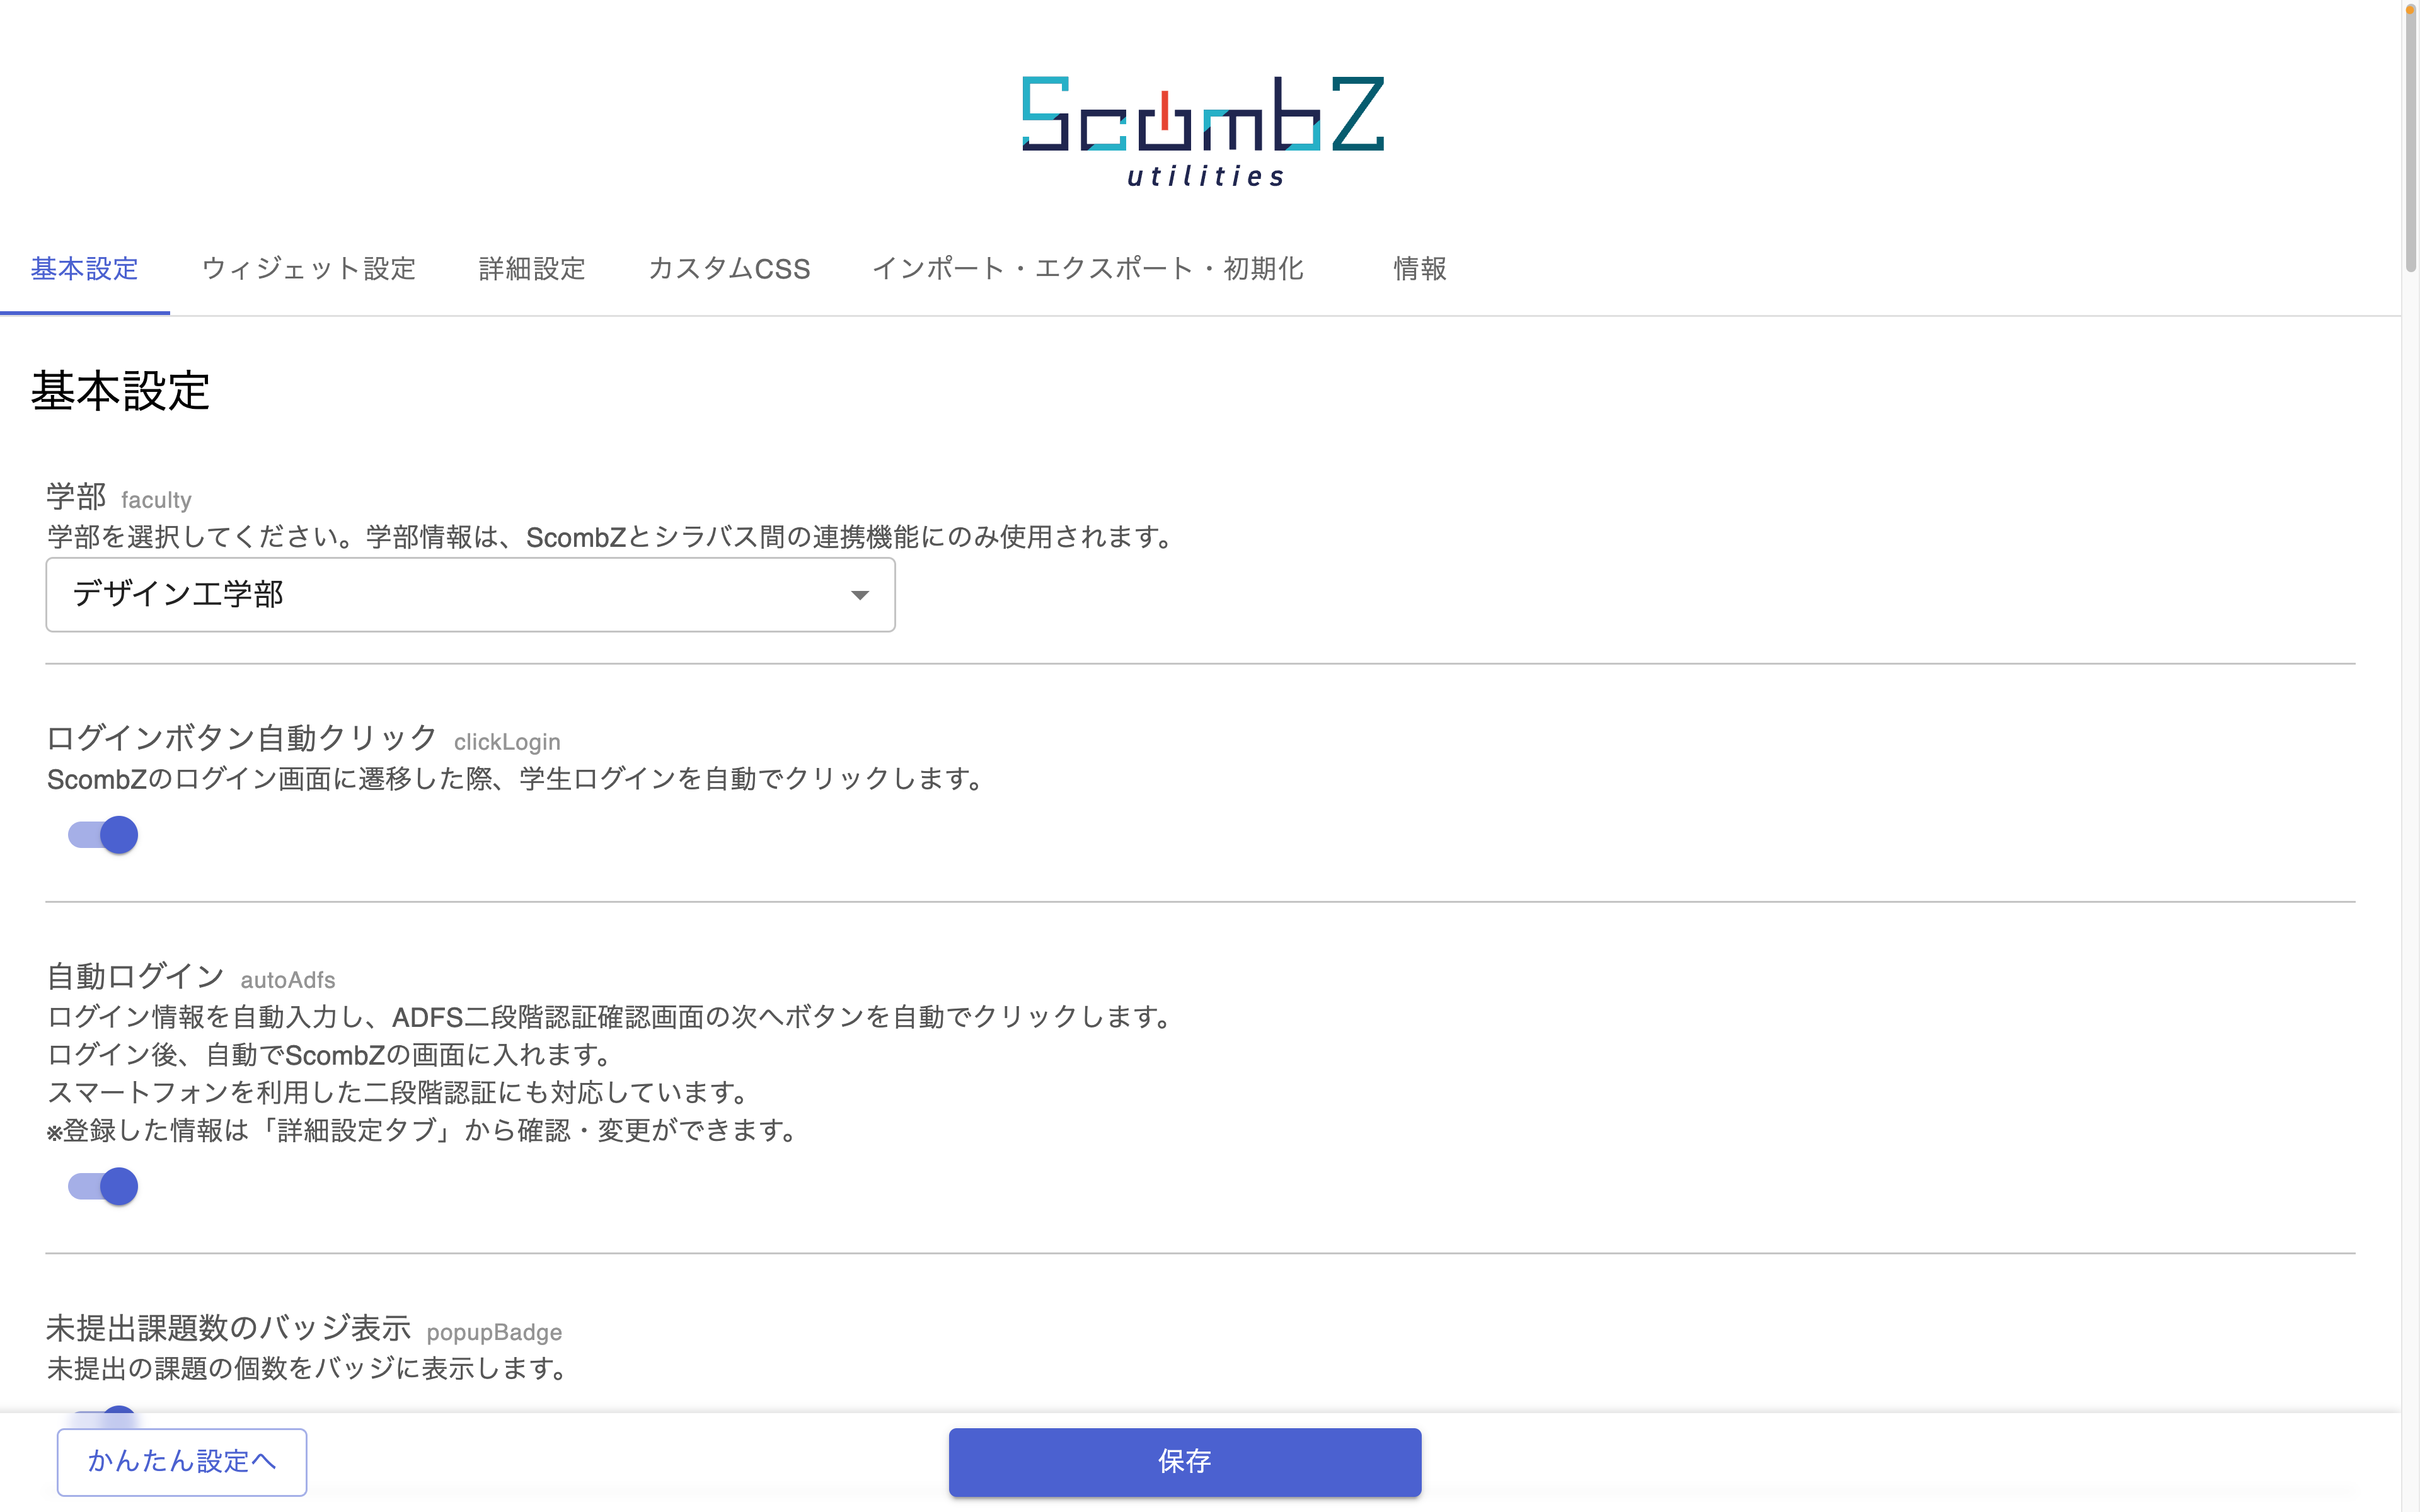 ScombZ
utilities
基本設定 ウィジェット設定 詳細設定 カスタムCSS インポート・エクスポート・初期化 情報
基本設定
学部 faculty
学部を選択してください。学部情報は、ScombZとシラバス間の連携機能にのみ使用されます。
デザイン工学部
ログインボタン自動クリック clickLogin
ScombZのログイン画面に遷移した際、学生ログインを自動でクリックします。
自動ログイン autoAdfs
ログイン情報を自動入力し、ADFS二段階認証確認画面の次へボタンを自動でクリックします。
ログイン後、自動でScombZの画面に入れます。
スマートフォンを利用した二段階認証にも対応しています。
※登録した情報は「詳細設定タブ」から確認・変更ができます。
未提出課題数のバッジ表示 popupBadge
未提出の課題の個数をバッジに表示します。
かんたん設定へ 保存